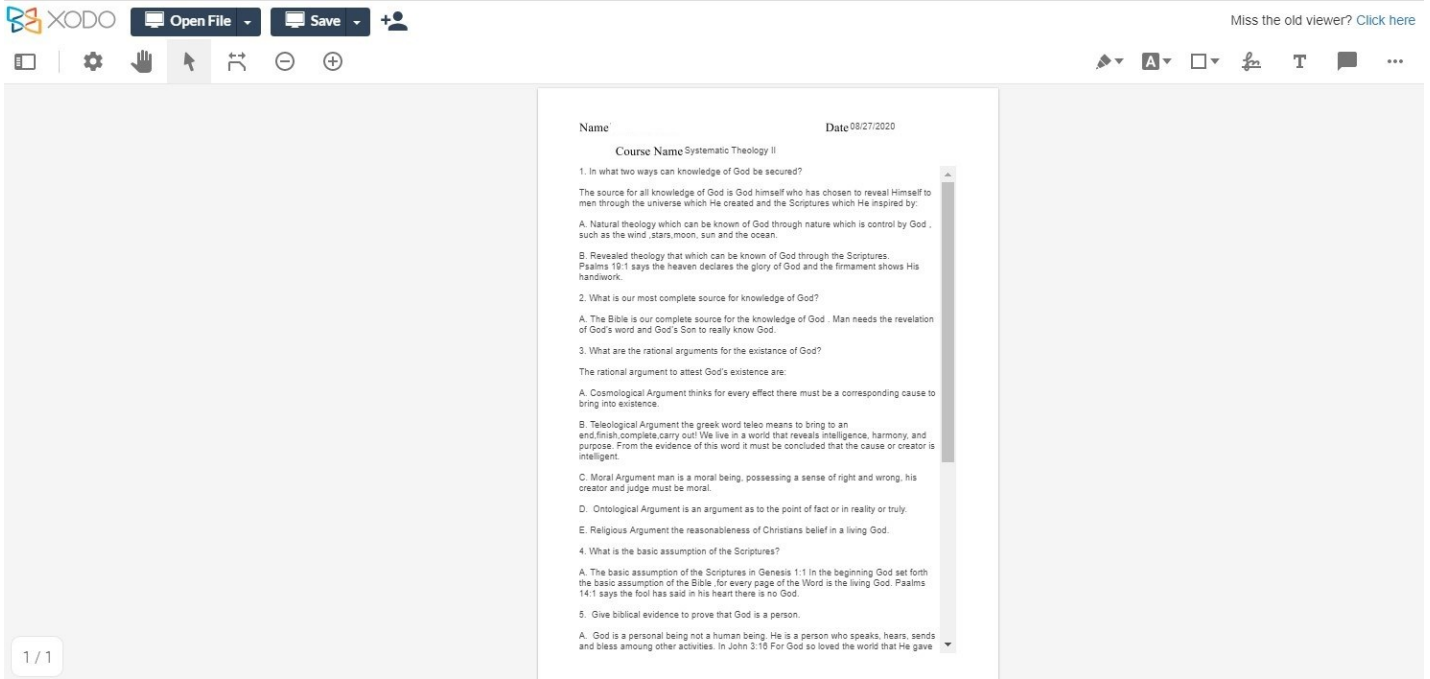 XODO Open File Save Miss the old viewer? Click here
A T
Name Date 08/27/2020
Course Name Systematic Theology II
1. In what two ways can knowledge of God be secured?
The source for all knowledge of God is God himself who has chosen to reveal Himself to
men through the universe which He created and the Scriptures which He inspired by:
A. Natural theology which can be known of God through nature which is control by God ,
such as the wind ,stars,moon, sun and the ocean.
B. Revealed theology that which can be known of God through the Scriptures.
Psalms 19:1 says the heaven declares the glory of God and the firmament shows His
handiwork.
2. What is our most complete source for knowledge of God?
A. The Bible is our complete source for the knowledge of God . Man needs the revelation
of God's word and God's Son to really know God.
3. What are the rational arguments for the existance of God?
The rational argument to attest God's existence are:
A. Cosmological Argument thinks for every effect there must be a corresponding cause to
bring into existence.
B. Teleological Argument the greek word teleo means to bring to an
end,finish,complete,carry out! We live in a world that reveals intelligence, harmony, and
purpose. From the evidence of this word it must be concluded that the cause or creator is
intelligent.
C. Moral Argument man is a moral being, possessing a sense of right and wrong, his
creator and judge must be moral.
D. Ontological Argument is an argument as to the point of fact or in reality or truly.
E. Religious Argument the reasonableness of Christians belief in a living God.
4. What is the basic assumption of the Scriptures?
A. The basic assumption of the Scriptures in Genesis 1:1 In the beginning God set forth
the basic assumption of the Bible ,for every page of the Word is the living God. Paalms
14:1 says the fool has said in his heart there is no God.
5. Give biblical evidence to prove that God is a person.
A. God is a personal being not a human being. He is a person who speaks, hears, sends
and bless amoung other activities. In John 3:16 For God so loved the world that He gave
1 / 1